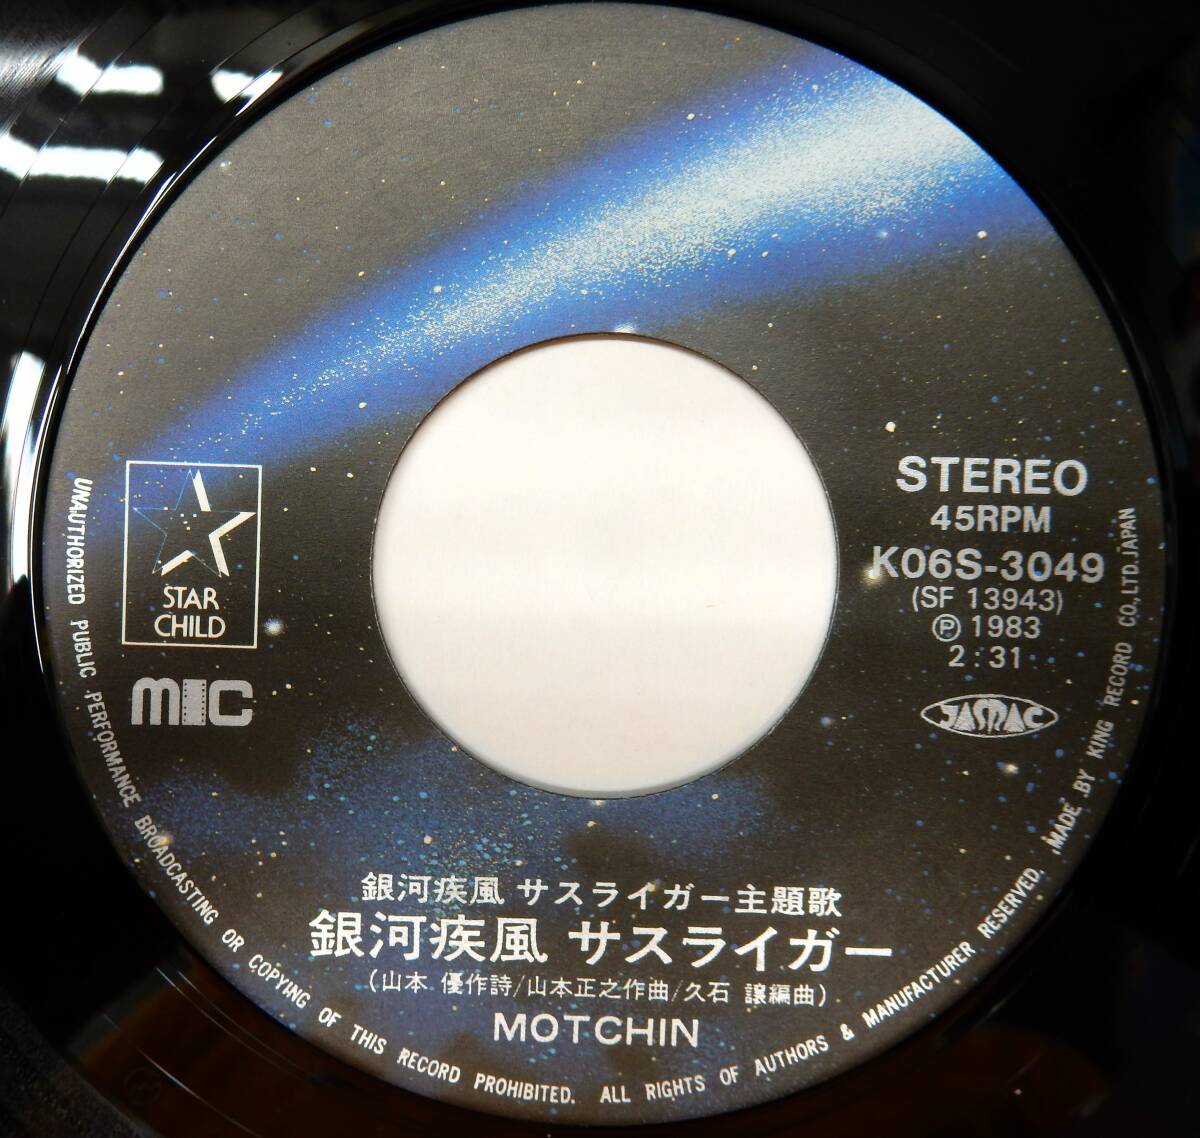 STAR
CHILD
MIC
STEREO
45RPM
K06S-3049
(SF 13943)
Ⓟ 1983
2:31
JASRAC
銀河疾風 サスライガー主題歌
銀河疾風 サスライガー
(山本 優作詩/山本正之作曲/久石 譲編曲)
MOTCHIN
UNAUTHORIZED PUBLIC PERFORMANCE BROADCASTING OR COPYING OF THIS RECORD PROHIBITED. ALL RIGHTS OF AUTHORS & MANUFACTURER RESERVED. MADE BY KING RECORD CO., LTD. JAPAN